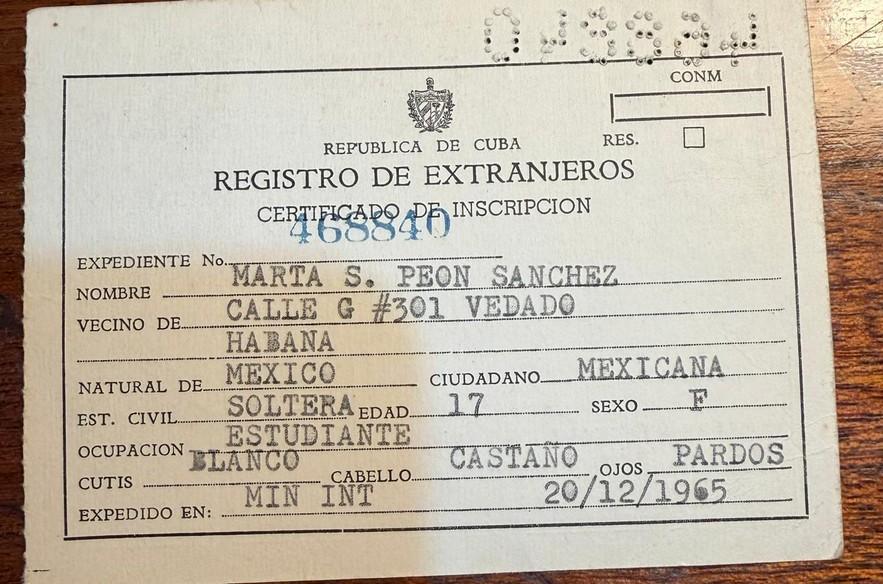 CONM
REPUBLICA DE CUBA
RES.
REGISTRO DE EXTRANJEROS
CERTIFICADO DE INSCRIPCION
468840
EXPEDIENTE No.
NOMBRE MARTA S. PEON SANCHEZ
VECINO DE CALLE G #301 VEDADO
HABANA
NATURAL DE MEXICO CIUDADANO MEXICANA
EST. CIVIL SOLTERA EDAD 17 SEXO F
OCUPACION ESTUDIANTE
CUTIS BLANCO CABELLO CASTAÑO OJOS PARDOS
EXPEDIDO EN: MIN INT 20/12/1965